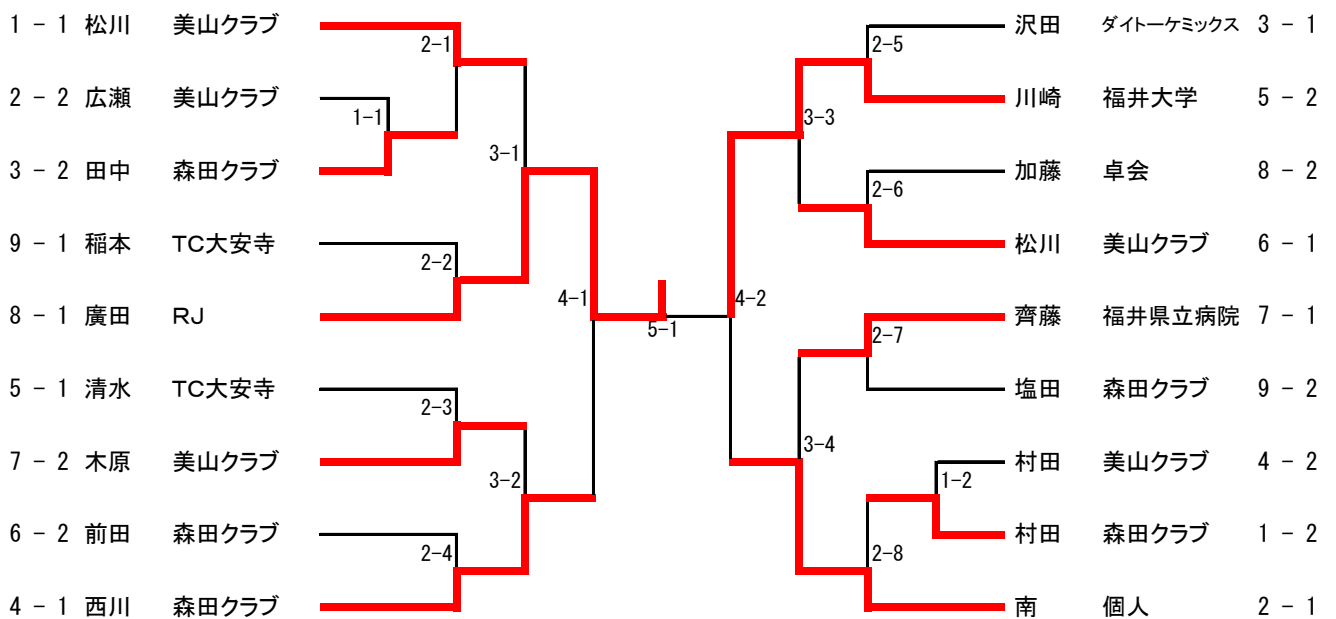 1 - 1 松川 美山クラブ
2 - 2 広瀬 美山クラブ
3 - 2 田中 森田クラブ
9 - 1 稲本 TC大安寺
8 - 1 廣田 RJ
5 - 1 清水 TC大安寺
7 - 2 木原 美山クラブ
6 - 2 前田 森田クラブ
4 - 1 西川 森田クラブ
2-1
1-1
3-1
2-2
4-1
2-3
3-2
2-4
5-1
4-2
2-5
3-3
2-6
2-7
3-4
1-2
2-8
沢田 ダイトーケミックス 3 - 1
川崎 福井大学 5 - 2
加藤 卓会 8 - 2
松川 美山クラブ 6 - 1
齊藤 福井県立病院 7 - 1
塩田 森田クラブ 9 - 2
村田 美山クラブ 4 - 2
村田 森田クラブ 1 - 2
南 個人 2 - 1